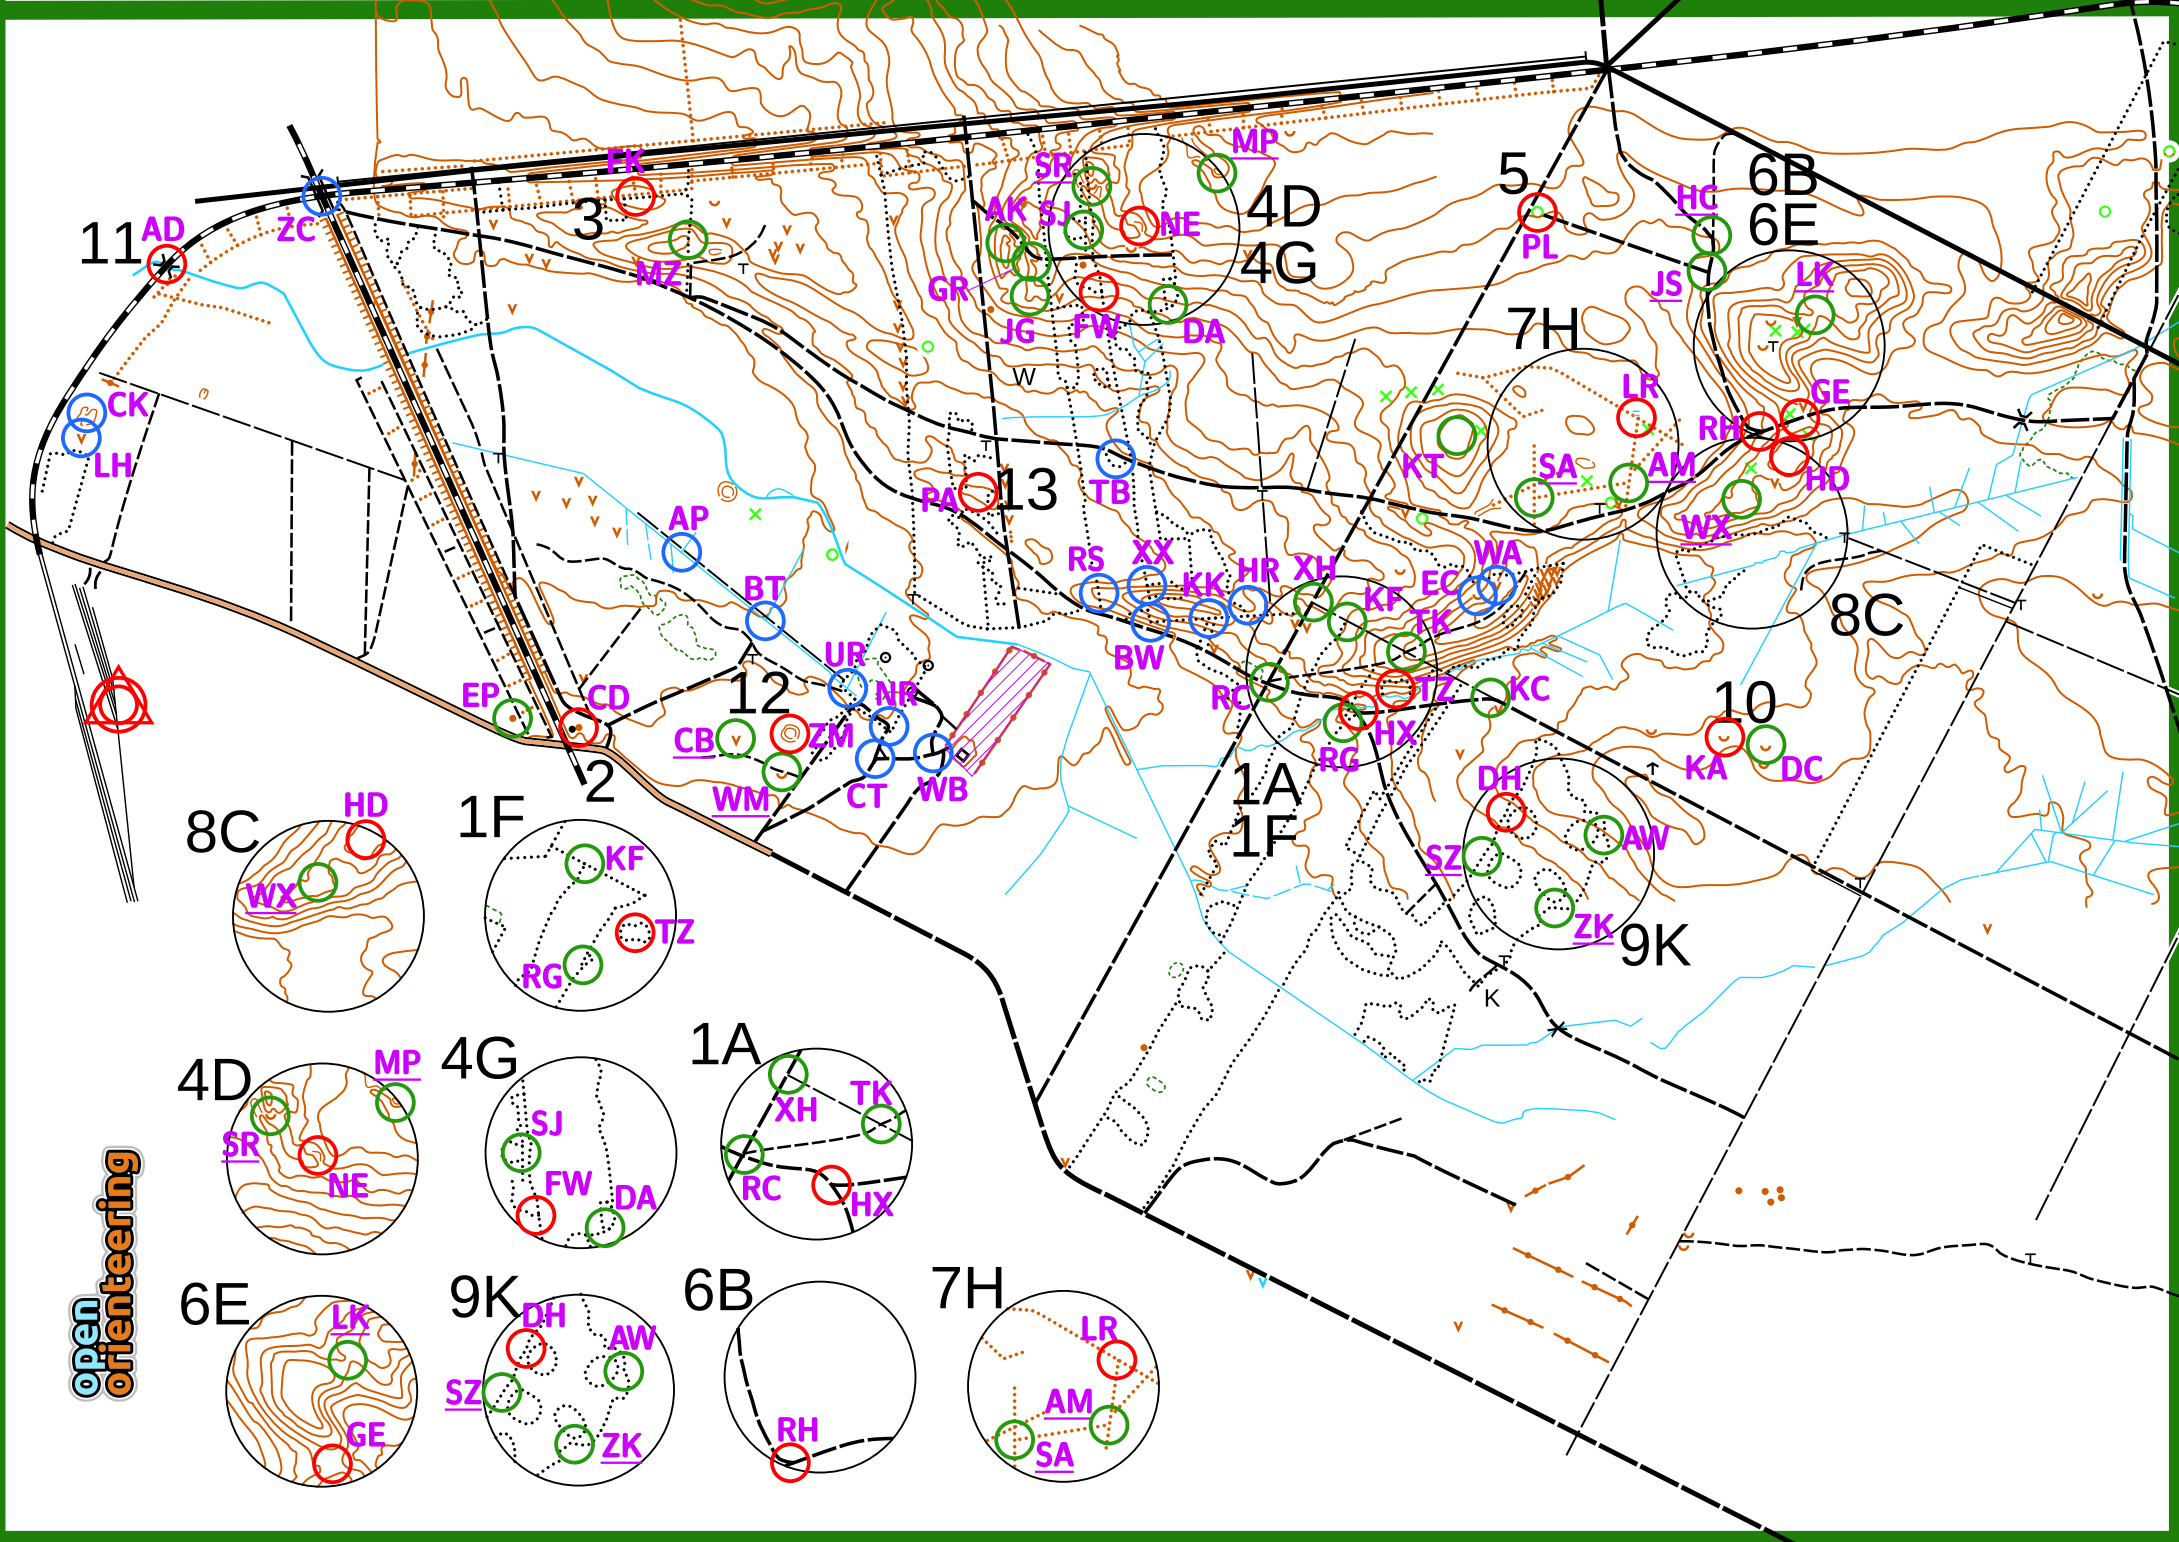 MP
SR
FK
5
6B
AK
SJ
4D
HC
6E
3
NE
11
AD
ZC
PL
4G
MZ
GR
JS
LK
JG
FW
DA
7H
W
LR
GE
CK
RH
LH
KT
SA
AM
HD
PA
13
TB
AP
WX
RS
XX
HR
XH
WA
BT
KK
EC
KF
TK
8C
UR
BW
EP
CD
12
NR
RC
TZ
KC
10
CB
ZM
HX
RG
KA
DC
2
WM
CT
WB
1A
DH
8C
HD
1F
1F
AW
KF
SZ
WX
TZ
ZK
9K
RG
K
1A
4D
MP
4G
TK
XH
SJ
SR
NE
FW
DA
RC
HX
6E
LK
9K
DH
6B
7H
AW
LR
SZ
AM
GE
ZK
RH
SA
open
orienteering